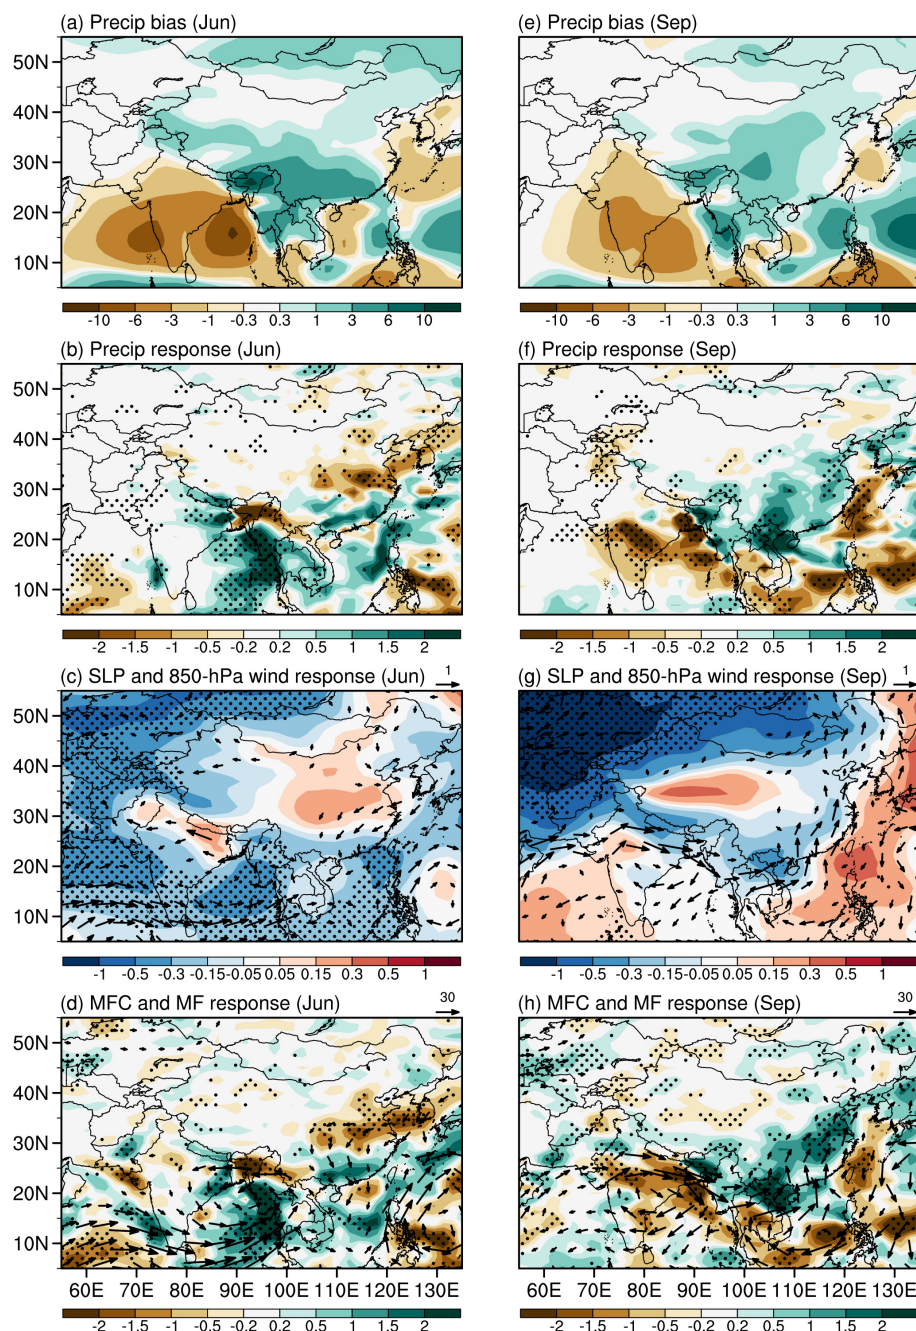 (a) Precip bias (Jun)
50N
40N
30N
20N
10N
-10 -6 -3 -1 -0.3 0.3 1 3 6 10
(b) Precip response (Jun)
50N
40N
30N
20N
10N
-2 -1.5 -1 -0.5 -0.2 0.2 0.5 1 1.5 2
(c) SLP and 850-hPa wind response (Jun) 1
50N
40N
30N
20N
10N
-1 -0.5 -0.3 -0.15 -0.05 0.05 0.15 0.3 0.5 1
(d) MFC and MF response (Jun) 30
50N
40N
30N
20N
10N
60E 70E 80E 90E 100E 110E 120E 130E
-2 -1.5 -1 -0.5 -0.2 0.2 0.5 1 1.5 2
(e) Precip bias (Sep)
-10 -6 -3 -1 -0.3 0.3 1 3 6 10
(f) Precip response (Sep)
-2 -1.5 -1 -0.5 -0.2 0.2 0.5 1 1.5 2
(g) SLP and 850-hPa wind response (Sep) 1
-1 -0.5 -0.3 -0.15 -0.05 0.05 0.15 0.3 0.5 1
(h) MFC and MF response (Sep) 30
60E 70E 80E 90E 100E 110E 120E 130E
-2 -1.5 -1 -0.5 -0.2 0.2 0.5 1 1.5 2